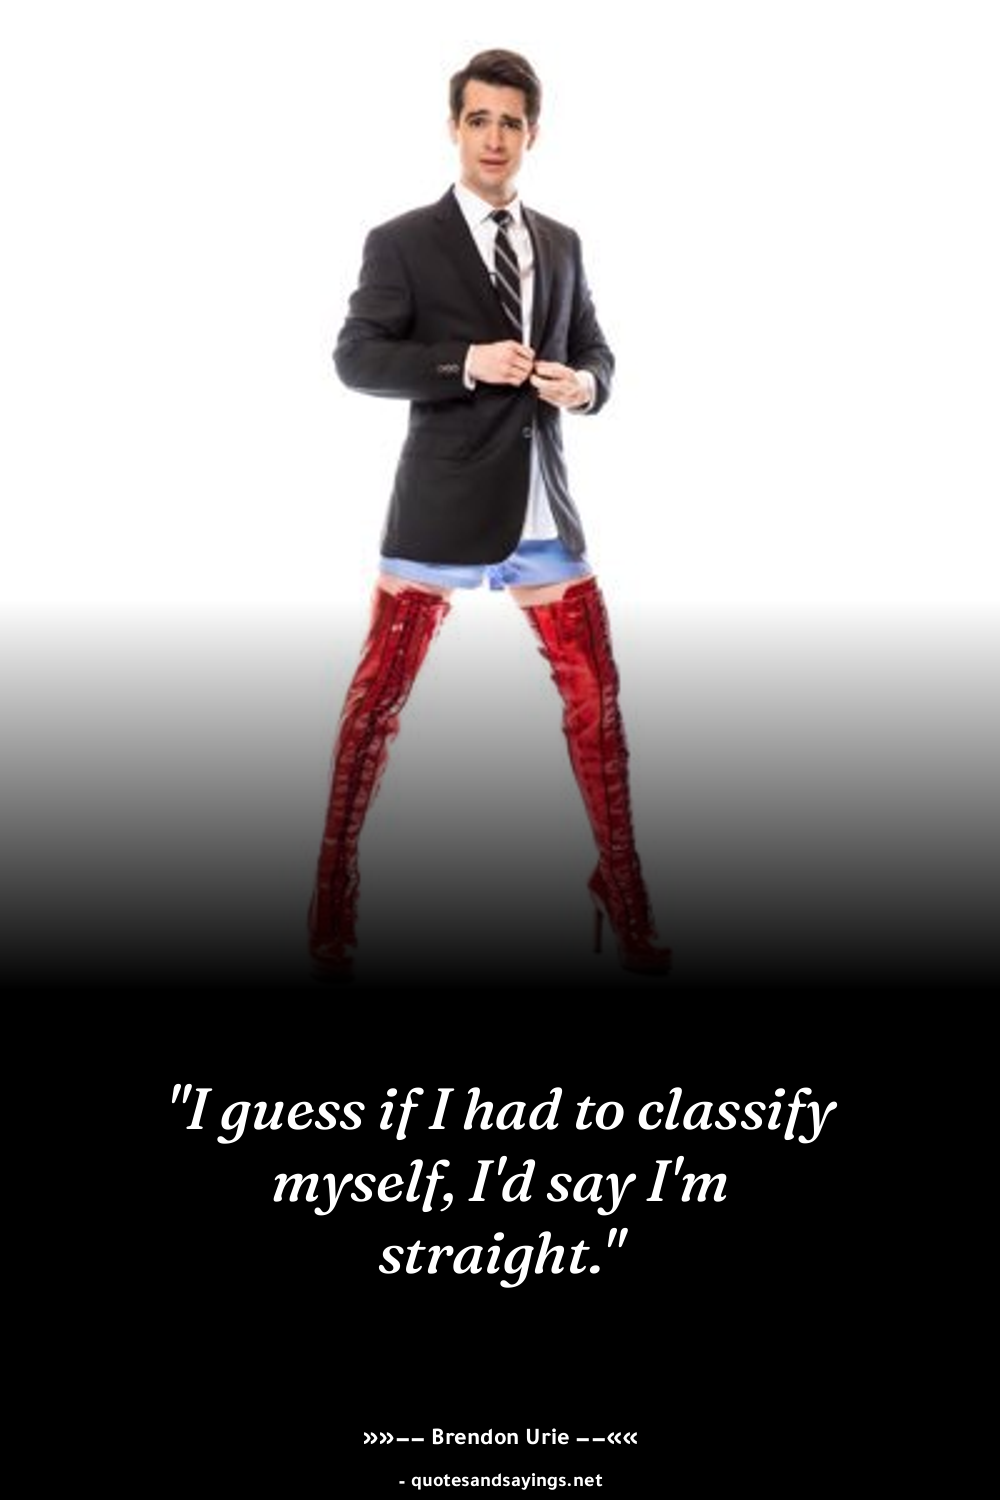 "I guess if I had to classify
myself, I'd say I'm
straight."
»»–– Brendon Urie ––««
- quotesandsayings.net